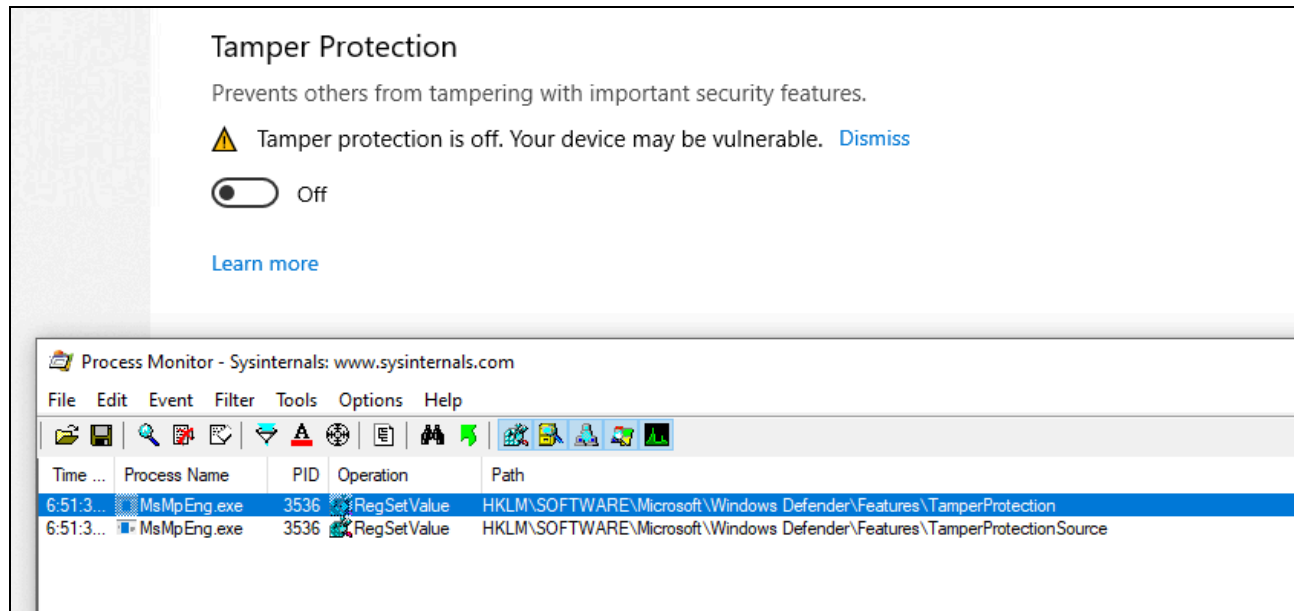 Tamper Protection
Prevents others from tampering with important security features.
Tamper protection is off. Your device may be vulnerable. Dismiss
Off
Learn more
Process Monitor - Sysinternals: www.sysinternals.com
File Edit Event Filter Tools Options Help
Time ... Process Name PID Operation Path
6:51:3... MsMpEng.exe 3536 RegSetValue HKLM\SOFTWARE\Microsoft\Windows Defender\Features\TamperProtection
6:51:3... MsMpEng.exe 3536 RegSetValue HKLM\SOFTWARE\Microsoft\Windows Defender\Features\TamperProtectionSource